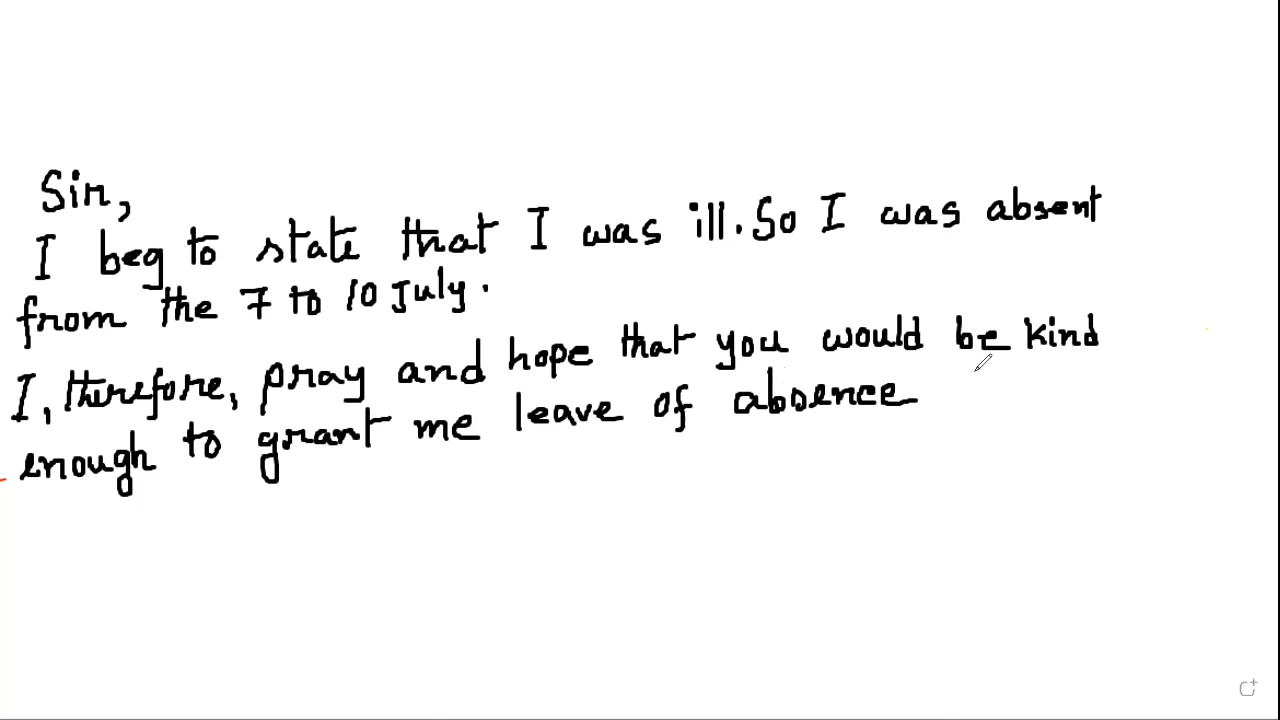 Sir,
I beg to state that I was ill. So I was absent
from the 7 to 10 July.
I, therefore, pray and hope that you would be kind
enough to grant me leave of absence